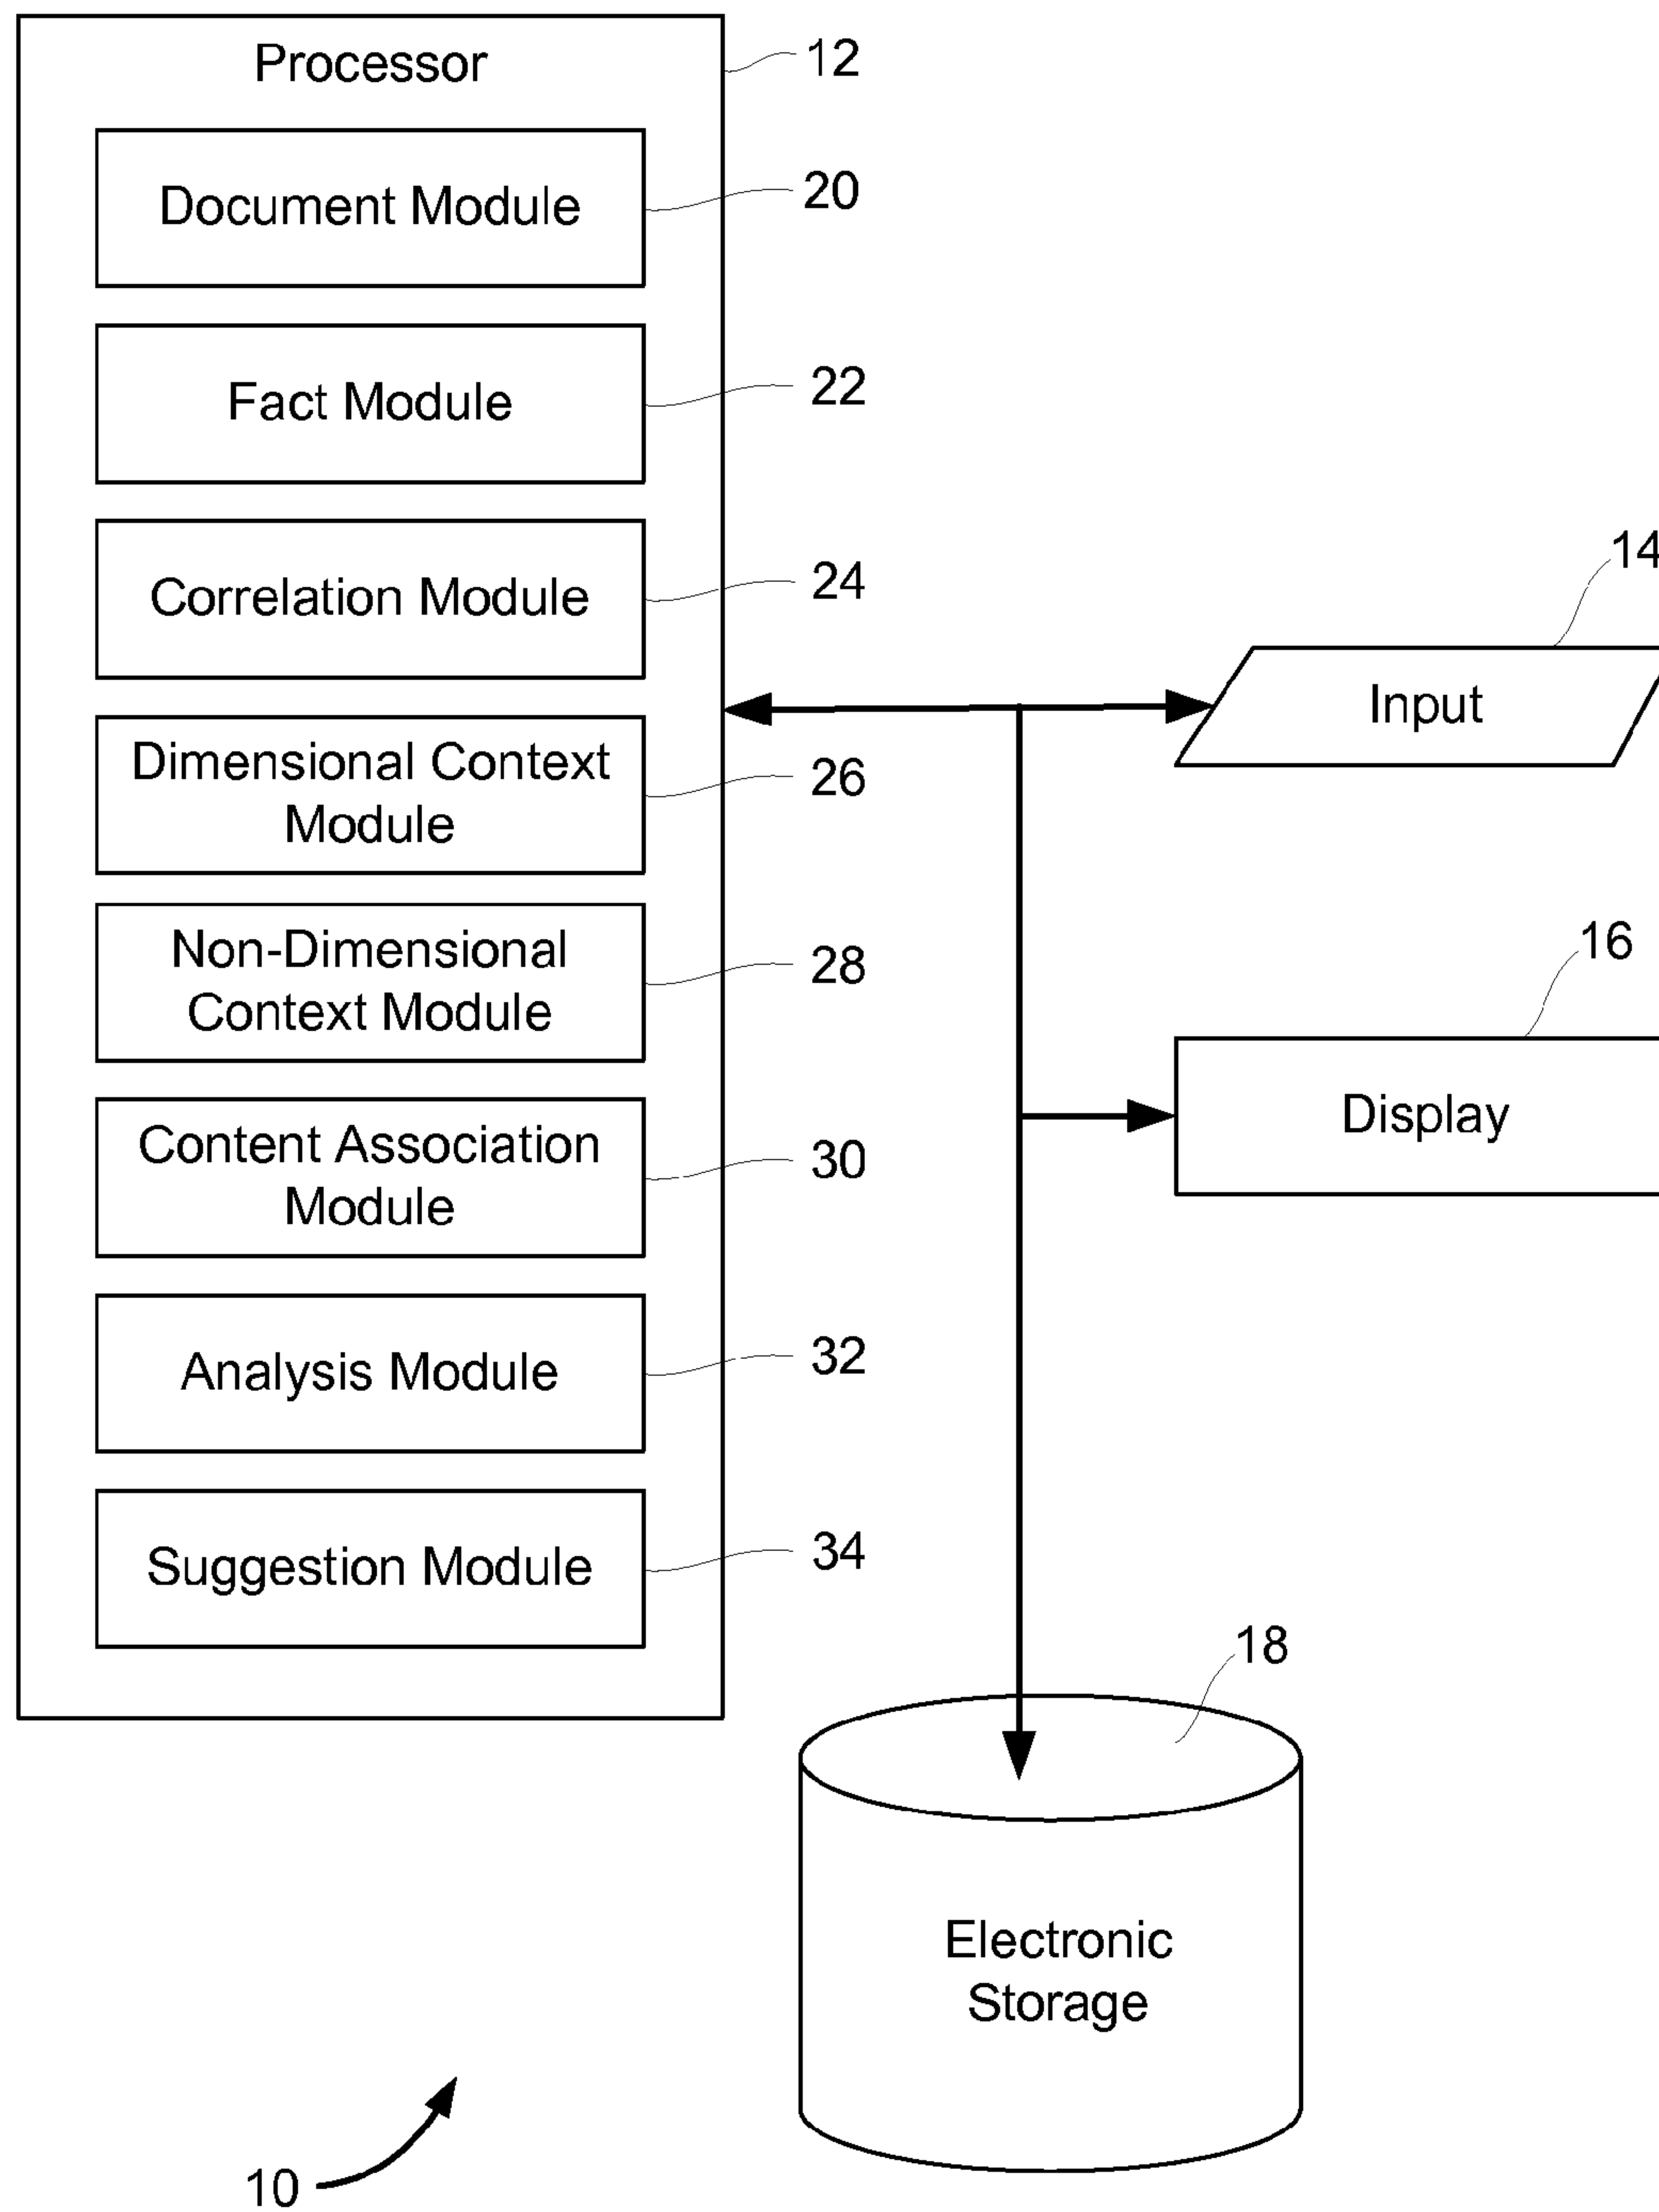 Processor
12
Document Module
20
Fact Module
22
Correlation Module
24
14
Input
Dimensional Context
Module
26
16
Non-Dimensional
Context Module
28
Display
Content Association
Module
30
Analysis Module
32
Suggestion Module
34
18
Electronic
Storage
10